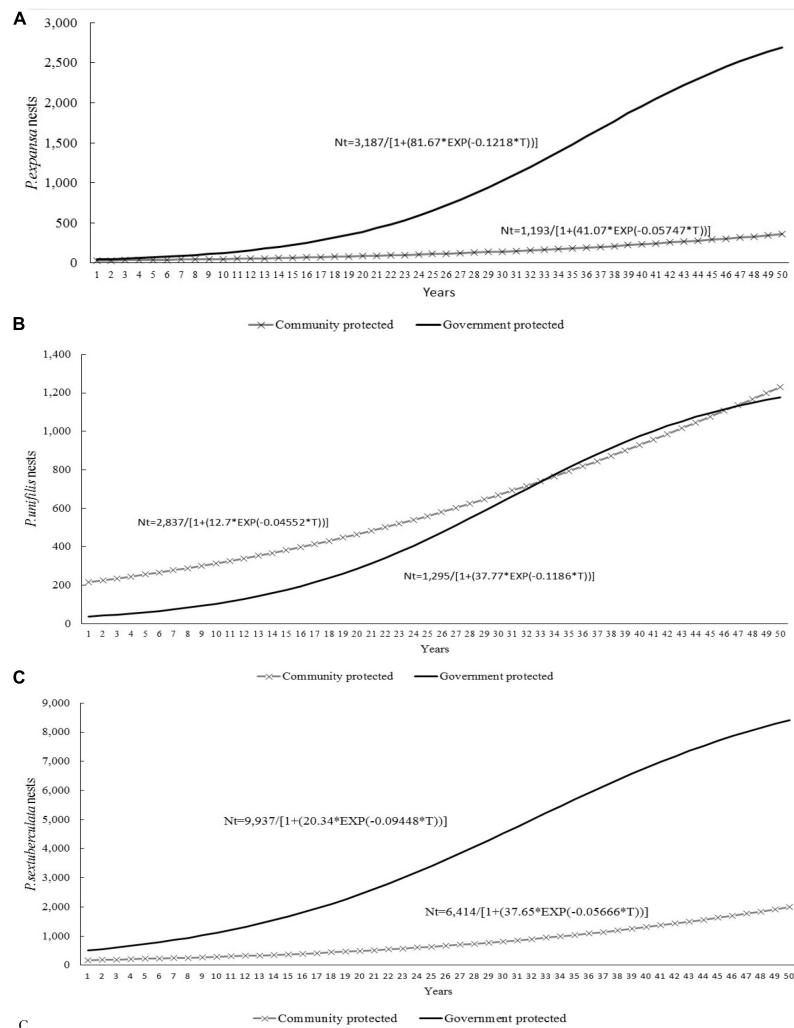 A
3,000
2,500
2,000
1,500
1,000
500
0
P.expansa nests
Nt=3,187/[1+(81.67*EXP(-0.1218*T))]
Nt=1,193/[1+(41.07*EXP(-0.05747*T))]
1 2 3 4 5 6 7 8 9 10 11 12 13 14 15 16 17 18 19 20 21 22 23 24 25 26 27 28 29 30 31 32 33 34 35 36 37 38 39 40 41 42 43 44 45 46 47 48 49 50
Years
Community protected Government protected
B
1,400
1,200
1,000
800
600
400
200
0
P.unifilis nests
Nt=2,837/[1+(12.7*EXP(-0.04552*T))]
Nt=1,295/[1+(37.77*EXP(-0.1186*T))]
1 2 3 4 5 6 7 8 9 10 11 12 13 14 15 16 17 18 19 20 21 22 23 24 25 26 27 28 29 30 31 32 33 34 35 36 37 38 39 40 41 42 43 44 45 46 47 48 49 50
Years
Community protected Government protected
C
9,000
8,000
7,000
6,000
5,000
4,000
3,000
2,000
1,000
0
P.sextuberculata nests
Nt=9,937/[1+(20.34*EXP(-0.09448*T))]
Nt=6,414/[1+(37.65*EXP(-0.05666*T))]
1 2 3 4 5 6 7 8 9 10 11 12 13 14 15 16 17 18 19 20 21 22 23 24 25 26 27 28 29 30 31 32 33 34 35 36 37 38 39 40 41 42 43 44 45 46 47 48 49 50
Years
Community protected Government protected
C